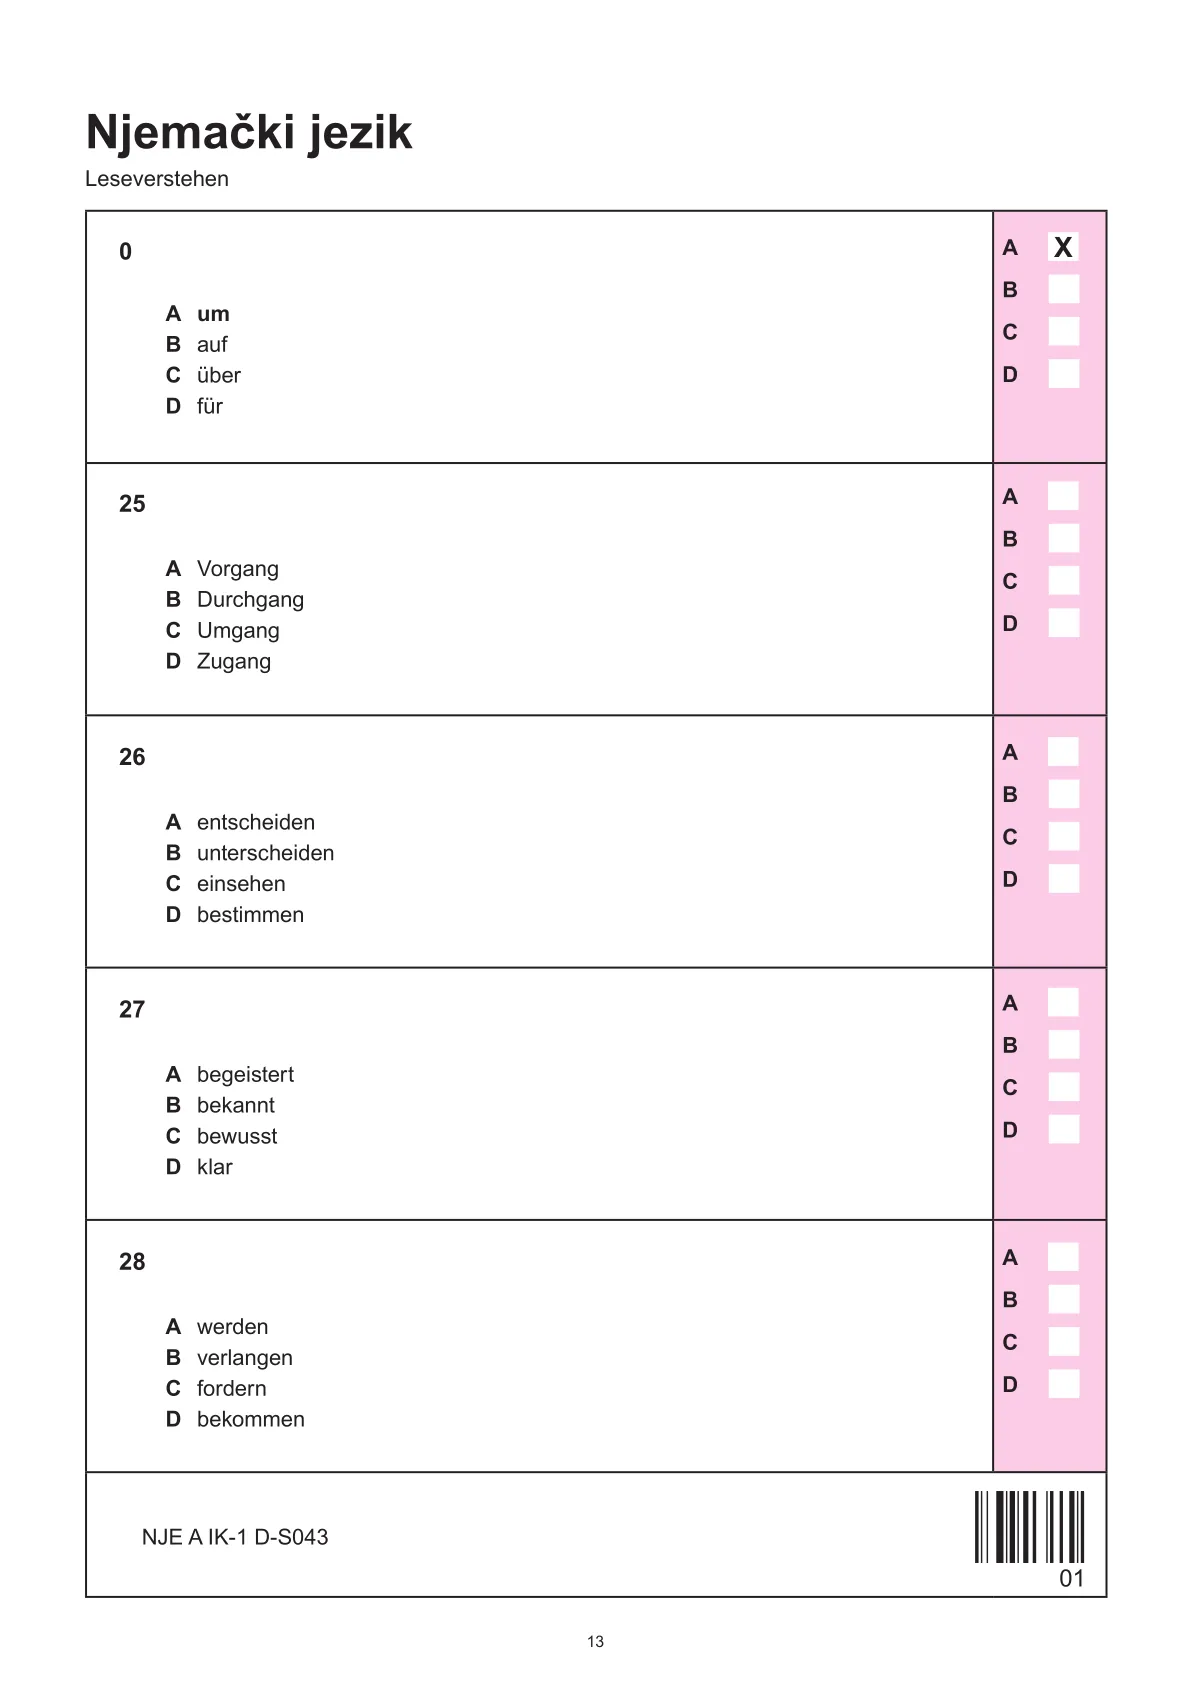 Njemački jezik
Leseverstehen
0
A um
B auf
C über
D für
A X
B
C
D
25
A Vorgang
B Durchgang
C Umgang
D Zugang
A
B
C
D
26
A entscheiden
B unterscheiden
C einsehen
D bestimmen
A
B
C
D
27
A begeistert
B bekannt
C bewusst
D klar
A
B
C
D
28
A werden
B verlangen
C fordern
D bekommen
A
B
C
D
NJE A IK-1 D-S043
01
13